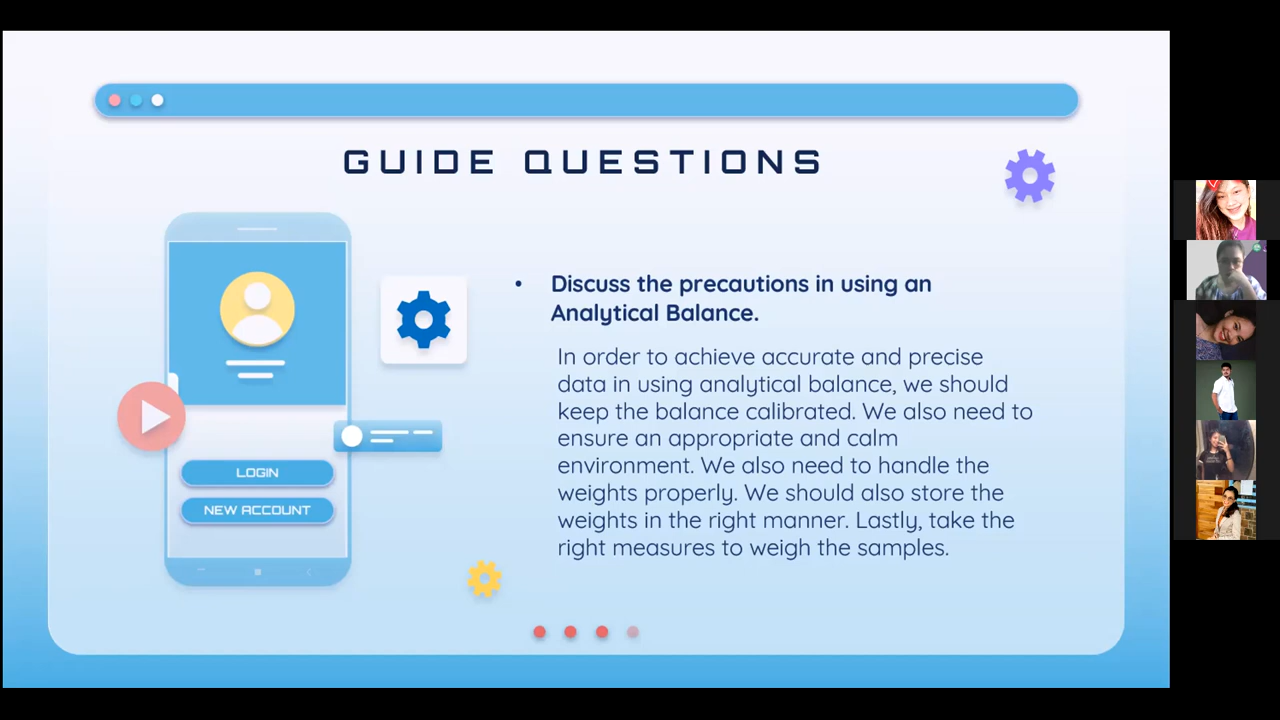 GUIDE QUESTIONS
• Discuss the precautions in using an
Analytical Balance.
In order to achieve accurate and precise
data in using analytical balance, we should
keep the balance calibrated. We also need to
ensure an appropriate and calm
environment. We also need to handle the
weights properly. We should also store the
weights in the right manner. Lastly, take the
right measures to weigh the samples.
LOGIN
NEW ACCOUNT